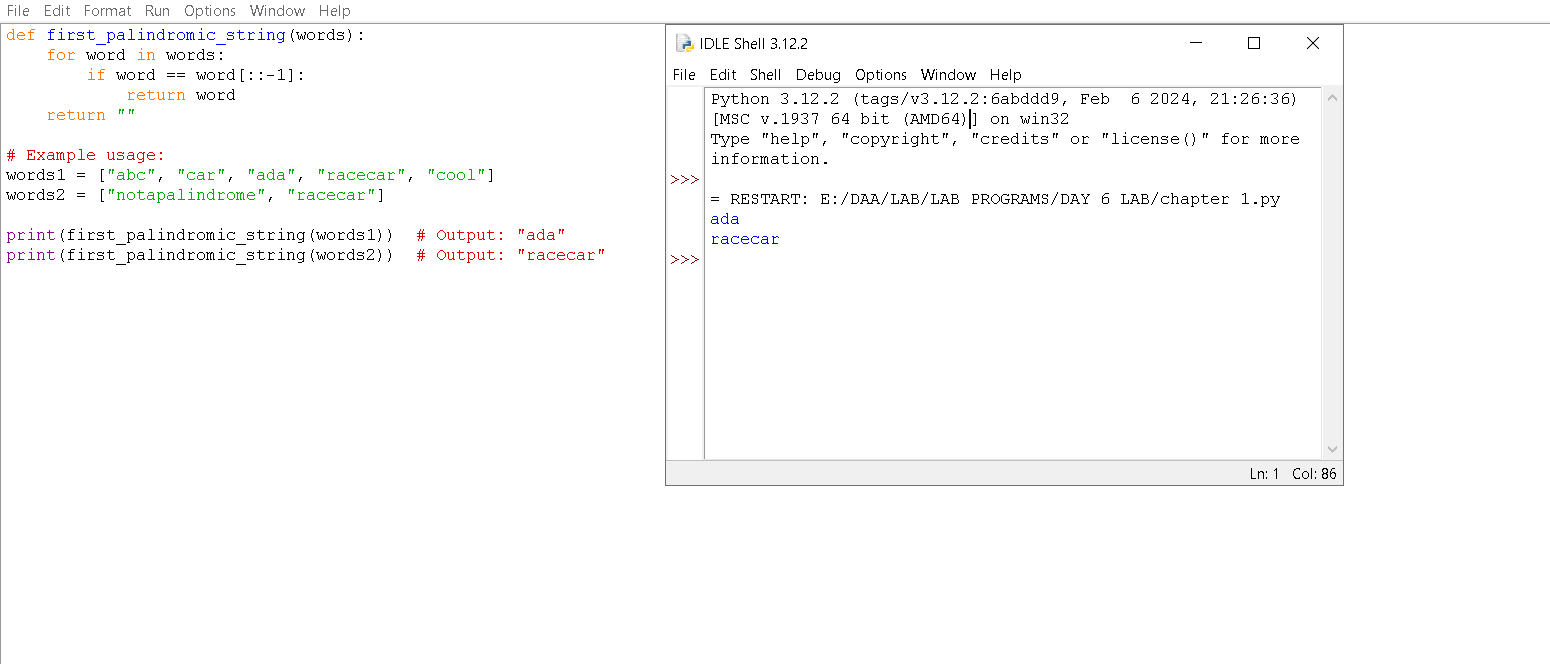 File Edit Format Run Options Window Help
def first_palindromic_string(words):
    for word in words:
        if word == word[::-1]:
            return word
    return ""
# Example usage:
words1 = ["abc", "car", "ada", "racecar", "cool"]
words2 = ["notapalindrome", "racecar"]
print(first_palindromic_string(words1))  # Output: "ada"
print(first_palindromic_string(words2))  # Output: "racecar"
IDLE Shell 3.12.2
File Edit Shell Debug Options Window Help
Python 3.12.2 (tags/v3.12.2:6abddd9, Feb  6 2024, 21:26:36)
[MSC v.1937 64 bit (AMD64)] on win32
Type "help", "copyright", "credits" or "license()" for more
information.
>>>
= RESTART: E:/DAA/LAB/LAB PROGRAMS/DAY 6 LAB/chapter 1.py
ada
racecar
>>>
Ln: 1 Col: 86